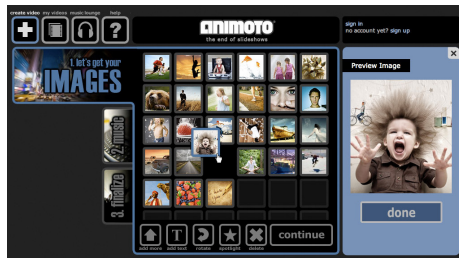 create video my videos music lounge help
?
ANIMOTO
the end of slideshows
sign in
no account yet? sign up
1. let's get your
IMAGES
2. music
3. finalize
Preview Image
done
T
add more add text rotate spotlight delete
continue